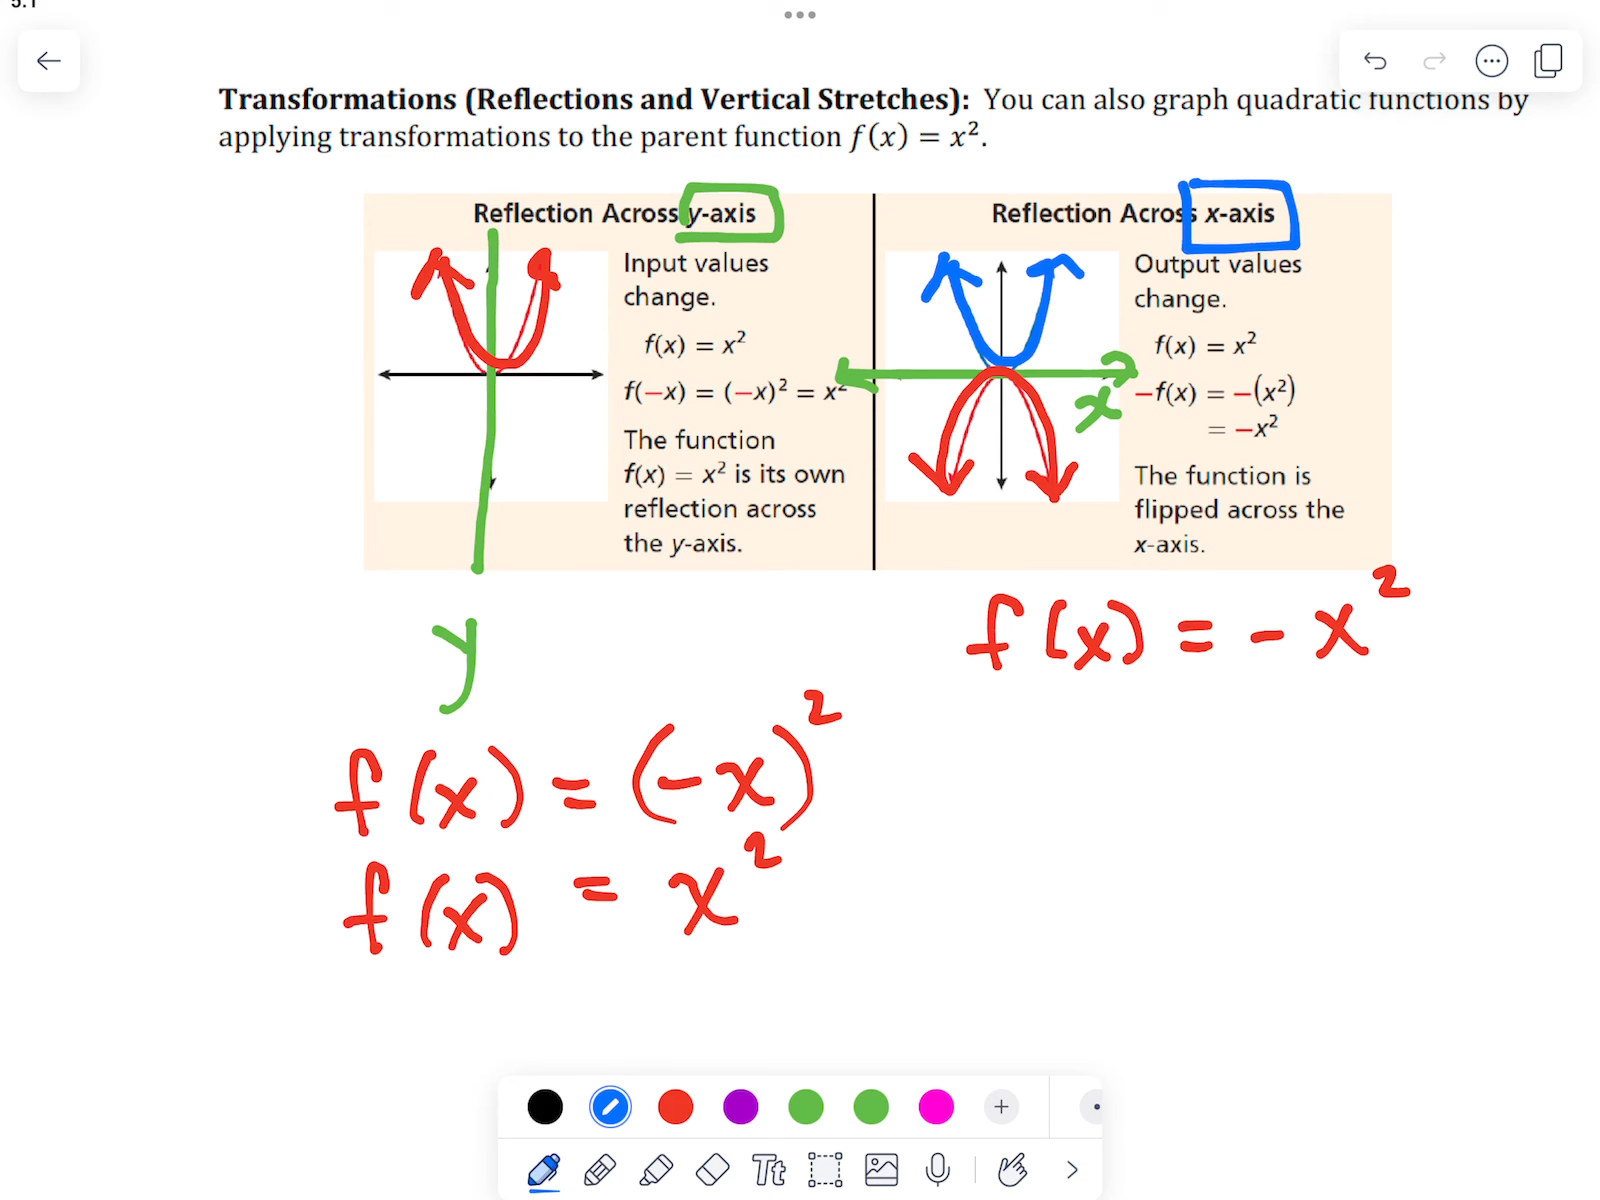 5.1
Transformations (Reflections and Vertical Stretches): You can also graph quadratic functions by
applying transformations to the parent function f(x) = x².
Reflection Across y-axis
Input values
change.
f(x) = x²
f(−x) = (−x)² = x²
The function
f(x) = x² is its own
reflection across
the y-axis.
Reflection Across x-axis
Output values
change.
f(x) = x²
−f(x) = −(x²)
= −x²
The function is
flipped across the
x-axis.
x
y
f(x) = - x²
f(x) = (-x)²
f(x) = x²
Tt